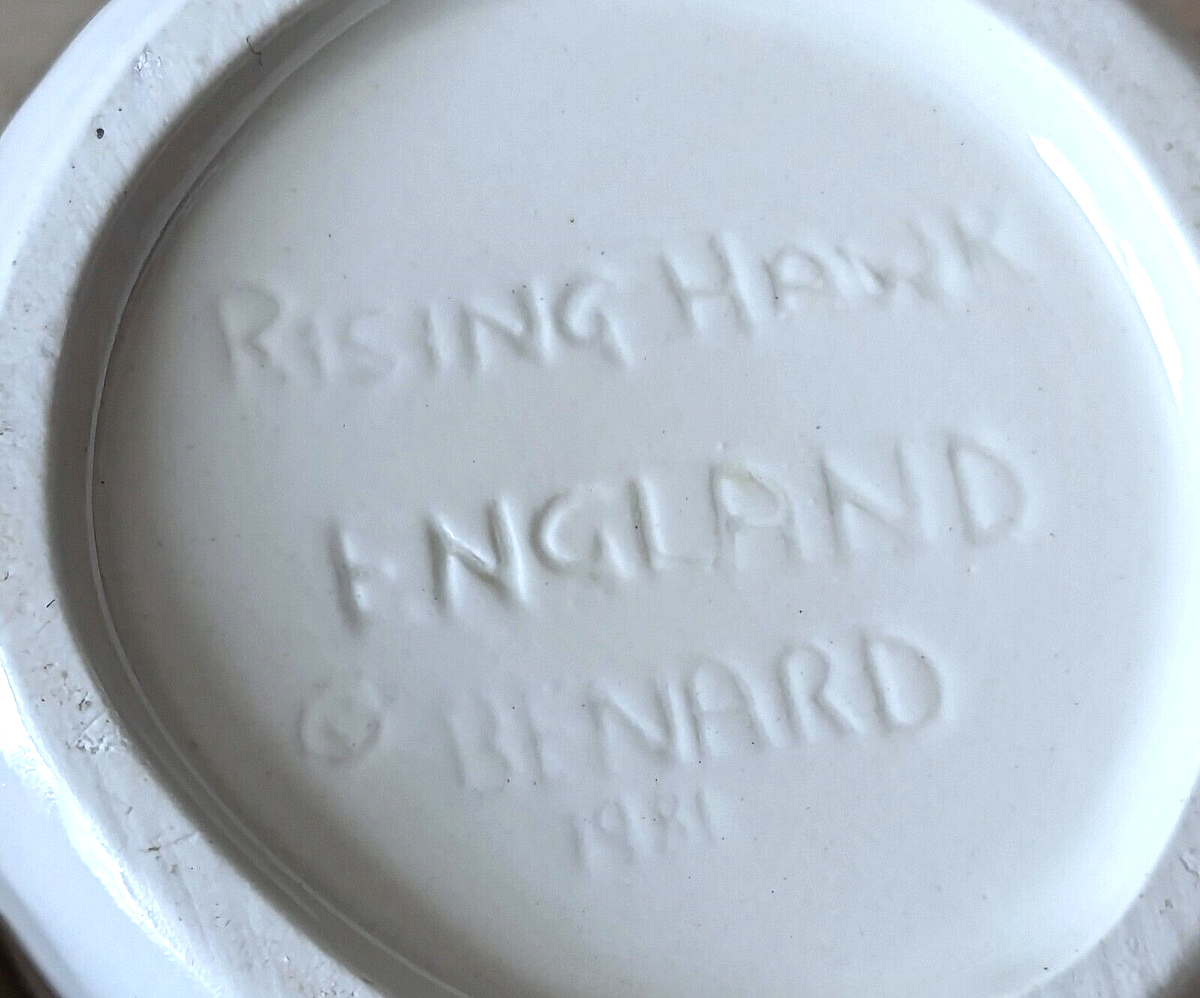 RISING HAWK
ENGLAND
© BENARD
1981